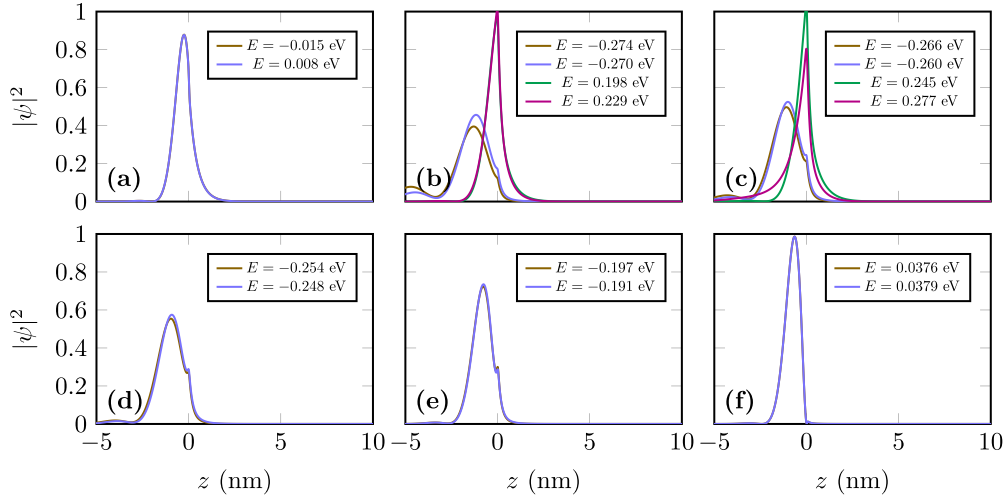 1
0.8
0.6
0.4
0.2
0
|ψ|²
(a)
E = −0.015 eV
E = 0.008 eV
(b)
E = −0.274 eV
E = −0.270 eV
E = 0.198 eV
E = 0.229 eV
(c)
E = −0.266 eV
E = −0.260 eV
E = 0.245 eV
E = 0.277 eV
1
0.8
0.6
0.4
0.2
0
|ψ|²
(d)
E = −0.254 eV
E = −0.248 eV
−5 0 5 10
z (nm)
(e)
E = −0.197 eV
E = −0.191 eV
−5 0 5 10
z (nm)
(f)
E = 0.0376 eV
E = 0.0379 eV
−5 0 5 10
z (nm)